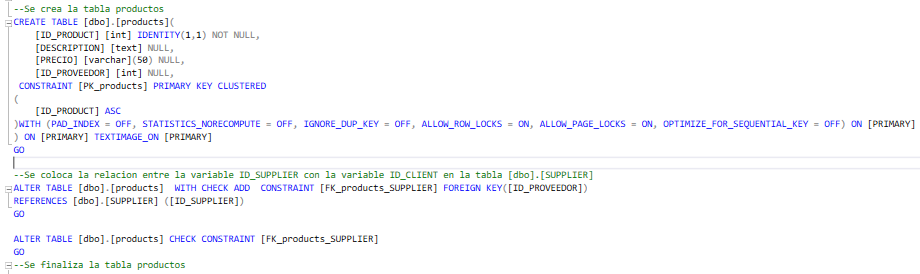 --Se crea la tabla productos
CREATE TABLE [dbo].[products](
    [ID_PRODUCT] [int] IDENTITY(1,1) NOT NULL,
    [DESCRIPTION] [text] NULL,
    [PRECIO] [varchar](50) NULL,
    [ID_PROVEEDOR] [int] NULL,
 CONSTRAINT [PK_products] PRIMARY KEY CLUSTERED
(
    [ID_PRODUCT] ASC
)WITH (PAD_INDEX = OFF, STATISTICS_NORECOMPUTE = OFF, IGNORE_DUP_KEY = OFF, ALLOW_ROW_LOCKS = ON, ALLOW_PAGE_LOCKS = ON, OPTIMIZE_FOR_SEQUENTIAL_KEY = OFF) ON [PRIMARY]
) ON [PRIMARY] TEXTIMAGE_ON [PRIMARY]
GO
--Se coloca la relacion entre la variable ID_SUPPLIER con la variable ID_CLIENT en la tabla [dbo].[SUPPLIER]
ALTER TABLE [dbo].[products]  WITH CHECK ADD  CONSTRAINT [FK_products_SUPPLIER] FOREIGN KEY([ID_PROVEEDOR])
REFERENCES [dbo].[SUPPLIER] ([ID_SUPPLIER])
GO
ALTER TABLE [dbo].[products] CHECK CONSTRAINT [FK_products_SUPPLIER]
GO
--Se finaliza la tabla productos